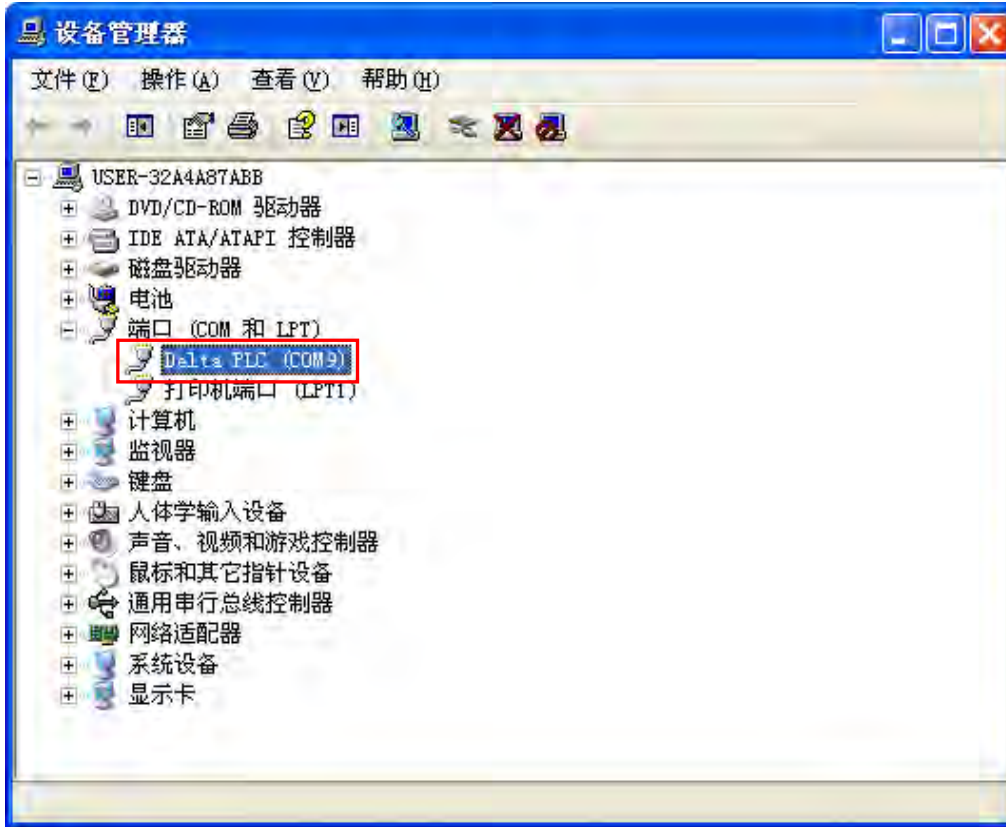 设备管理器
文件(F) 操作(A) 查看(V) 帮助(H)
USER-32A4A87ABB
DVD/CD-ROM 驱动器
IDE ATA/ATAPI 控制器
磁盘驱动器
电池
端口 (COM 和 LPT)
Delta PLC (COM9)
打印机端口 (LPT1)
计算机
监视器
键盘
人体学输入设备
声音、视频和游戏控制器
鼠标和其它指针设备
通用串行总线控制器
网络适配器
系统设备
显示卡